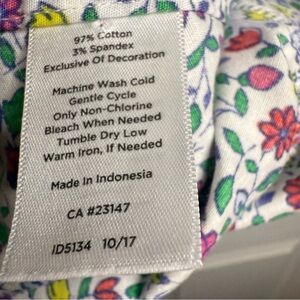 97% Cotton
3% Spandex
Exclusive Of Decoration
Machine Wash Cold
Gentle Cycle
Only Non-Chlorine
Bleach When Needed
Tumble Dry Low
Warm Iron, If Needed
Made In Indonesia
CA #23147
ID5134 10/17